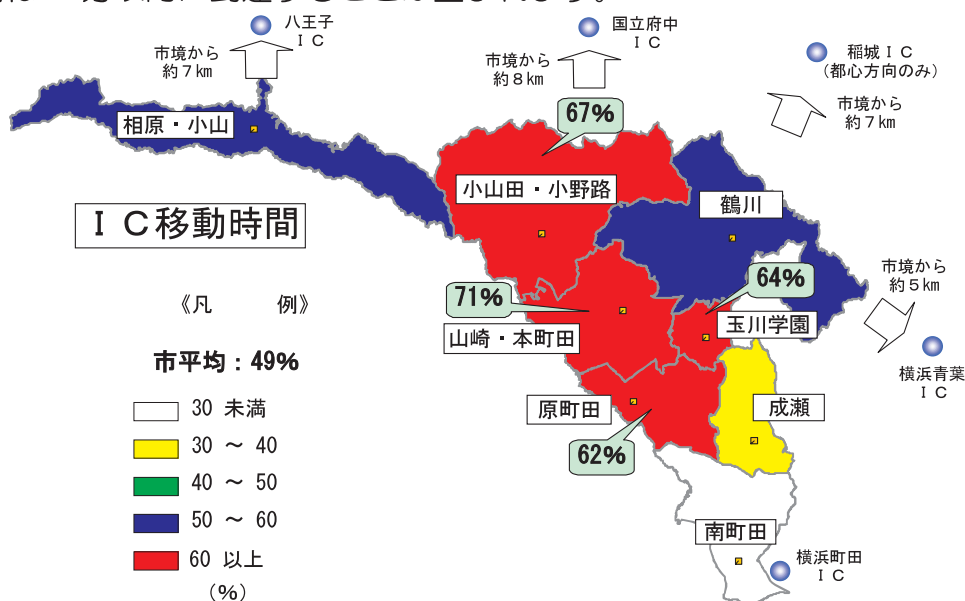 八王子
ＩＣ
国立府中
ＩＣ
稲城ＩＣ
(都心方向のみ)
市境から
約７km
市境から
約８km
市境から
約７km
67%
相原・小山
小山田・小野路
鶴川
ＩＣ移動時間
71%
64%
市境から
約５km
《凡　　例》
山崎・本町田
玉川学園
市平均：49%
横浜青葉
ＩＣ
原町田
成瀬
30 未満
30 ～ 40
62%
40 ～ 50
50 ～ 60
南町田
60 以上
(%)
横浜町田
ＩＣ